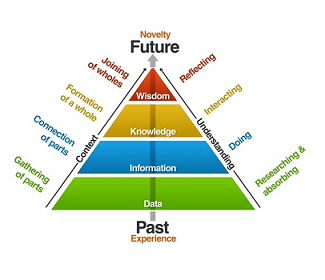 Novelty
Future
Joining
of wholes
Reflecting
Wisdom
Formation
of a whole
Interacting
Knowledge
Connection
of parts
Context
Understanding
Doing
Information
Gathering
of parts
Researching &
absorbing
Data
Past
Experience